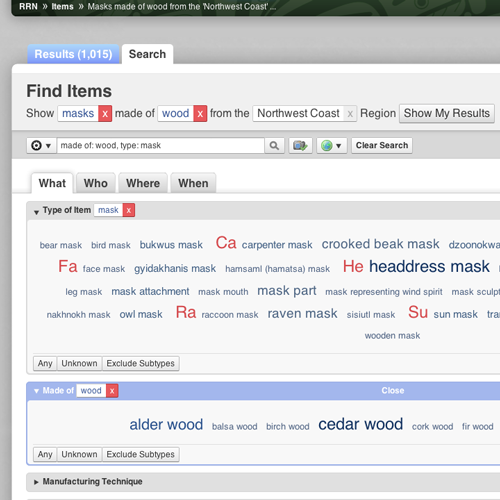 RRN » Items » Masks made of wood from the 'Northwest Coast' ...
Results (1,015) Search
Find Items
Show masks x made of wood x from the Northwest Coast x Region Show My Results
made of: wood, type: mask Clear Search
What Who Where When
Type of Item mask x
bear mask bird mask bukwus mask Ca carpenter mask crooked beak mask dzoonokwa
Fa face mask gyidakhanis mask hamsaml (hamatsa) mask He headdress mask
leg mask mask attachment mask mouth mask part mask representing wind spirit mask sculpt
nakhnokh mask owl mask Ra raccoon mask raven mask sisiutl mask Su sun mask tra
wooden mask
Any Unknown Exclude Subtypes
Made of wood x Close
alder wood balsa wood birch wood cedar wood cork wood fir wood
Any Unknown Exclude Subtypes
Manufacturing Technique